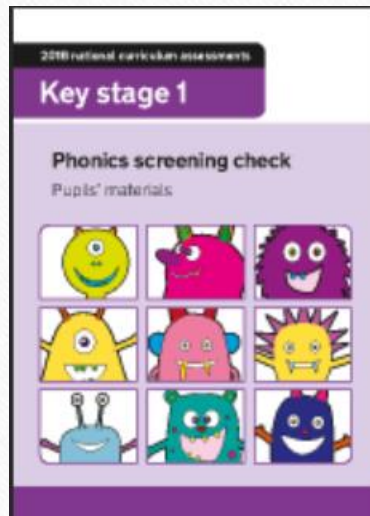 2018 national curriculum assessments
Key stage 1
Phonics screening check
Pupils' materials